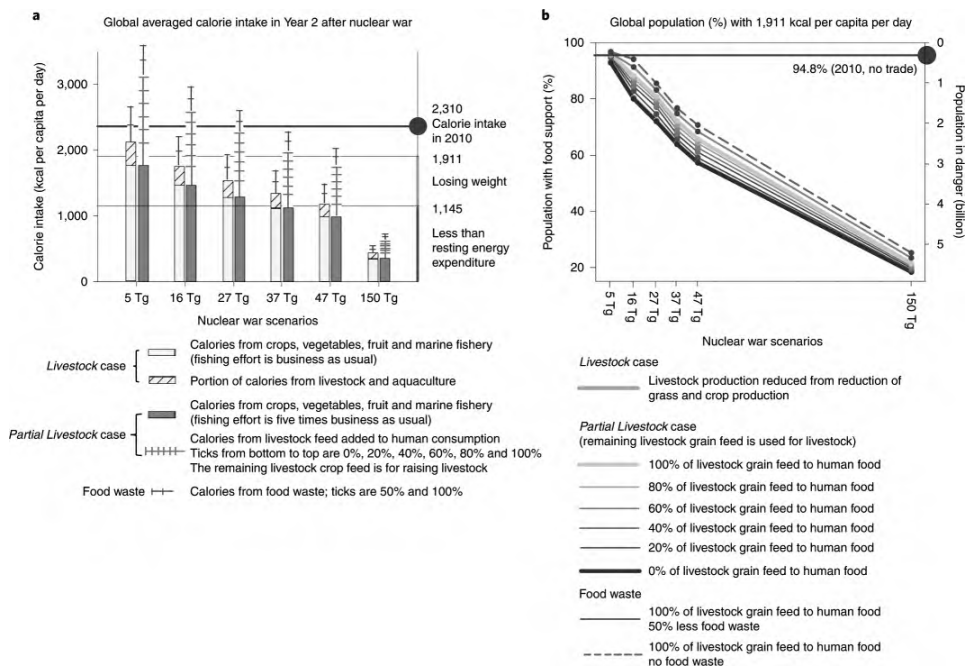 a
Global averaged calorie intake in Year 2 after nuclear war
Calorie intake (kcal per capita per day)
3,000
2,000
1,000
0
2,310
Calorie intake
in 2010
1,911
Losing weight
1,145
Less than
resting energy
expenditure
5 Tg 16 Tg 27 Tg 37 Tg 47 Tg 150 Tg
Nuclear war scenarios
Livestock case
Calories from crops, vegetables, fruit and marine fishery
(fishing effort is business as usual)
Portion of calories from livestock and aquaculture
Partial Livestock case
Calories from crops, vegetables, fruit and marine fishery
(fishing effort is five times business as usual)
Calories from livestock feed added to human consumption
Ticks from bottom to top are 0%, 20%, 40%, 60%, 80% and 100%
The remaining livestock crop feed is for raising livestock
Food waste
Calories from food waste; ticks are 50% and 100%
b
Global population (%) with 1,911 kcal per capita per day
Population with food support (%)
100
80
60
40
20
94.8% (2010, no trade)
0
1
2
3
4
5
Population in danger (billion)
5 Tg
16 Tg
27 Tg
37 Tg
47 Tg
150 Tg
Nuclear war scenarios
Livestock case
Livestock production reduced from reduction of
grass and crop production
Partial Livestock case
(remaining livestock grain feed is used for livestock)
100% of livestock grain feed to human food
80% of livestock grain feed to human food
60% of livestock grain feed to human food
40% of livestock grain feed to human food
20% of livestock grain feed to human food
0% of livestock grain feed to human food
Food waste
100% of livestock grain feed to human food
50% less food waste
100% of livestock grain feed to human food
no food waste